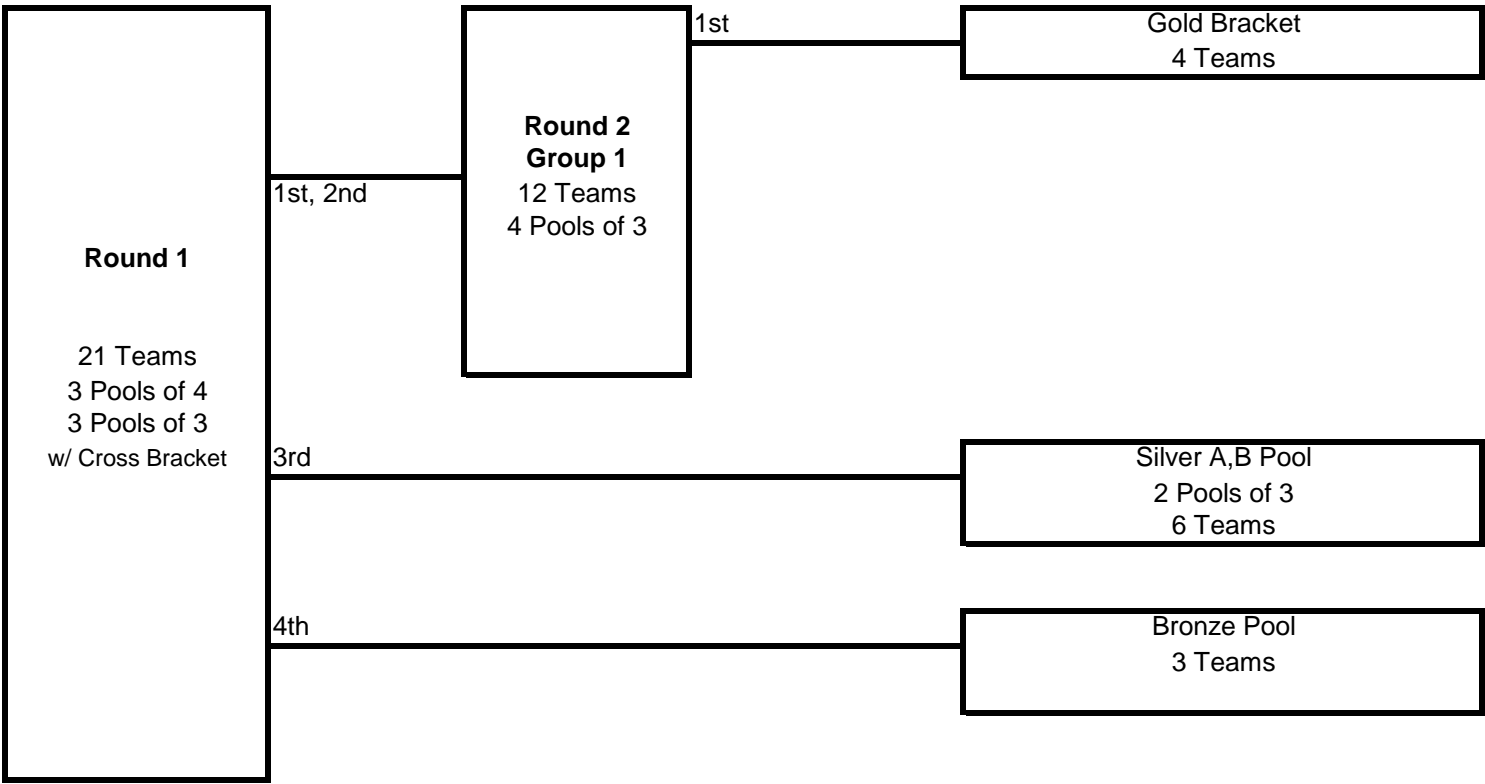 Round 1
21 Teams
3 Pools of 4
3 Pools of 3
w/ Cross Bracket
1st, 2nd
3rd
4th
Round 2
Group 1
12 Teams
4 Pools of 3
1st
Gold Bracket
4 Teams
Silver A,B Pool
2 Pools of 3
6 Teams
Bronze Pool
3 Teams